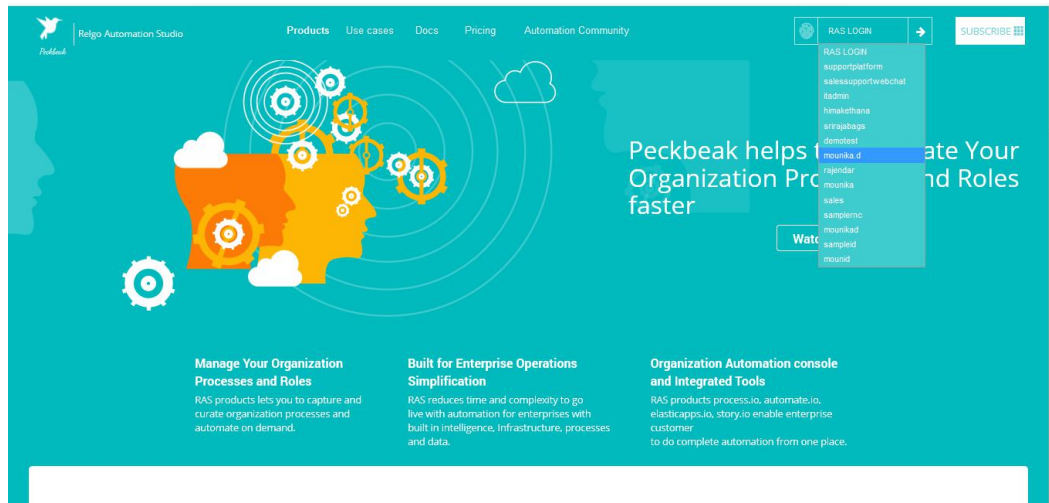 Peckbeak
Relgo Automation Studio
Products Use cases Docs Pricing Automation Community
RAS LOGIN
SUBSCRIBE
RAS LOGIN
supportplatform
salessupportwebchat
itadmin
himakethana
srirajabags
demotest
mounika.d
rajendar
mounika
sales
samplernc
mounikad
sampleid
mounid
Peckbeak helps ate Your
Organization Pro nd Roles
faster
Manage Your Organization
Processes and Roles
RAS products lets you to capture and
curate organization processes and
automate on demand.
Built for Enterprise Operations
Simplification
RAS reduces time and complexity to go
live with automation for enterprises with
built in intelligence, Infrastructure, processes
and data.
Organization Automation console
and Integrated Tools
RAS products process.io, automate.io,
elasticapps.io, story.io enable enterprise
customer
to do complete automation from one place.